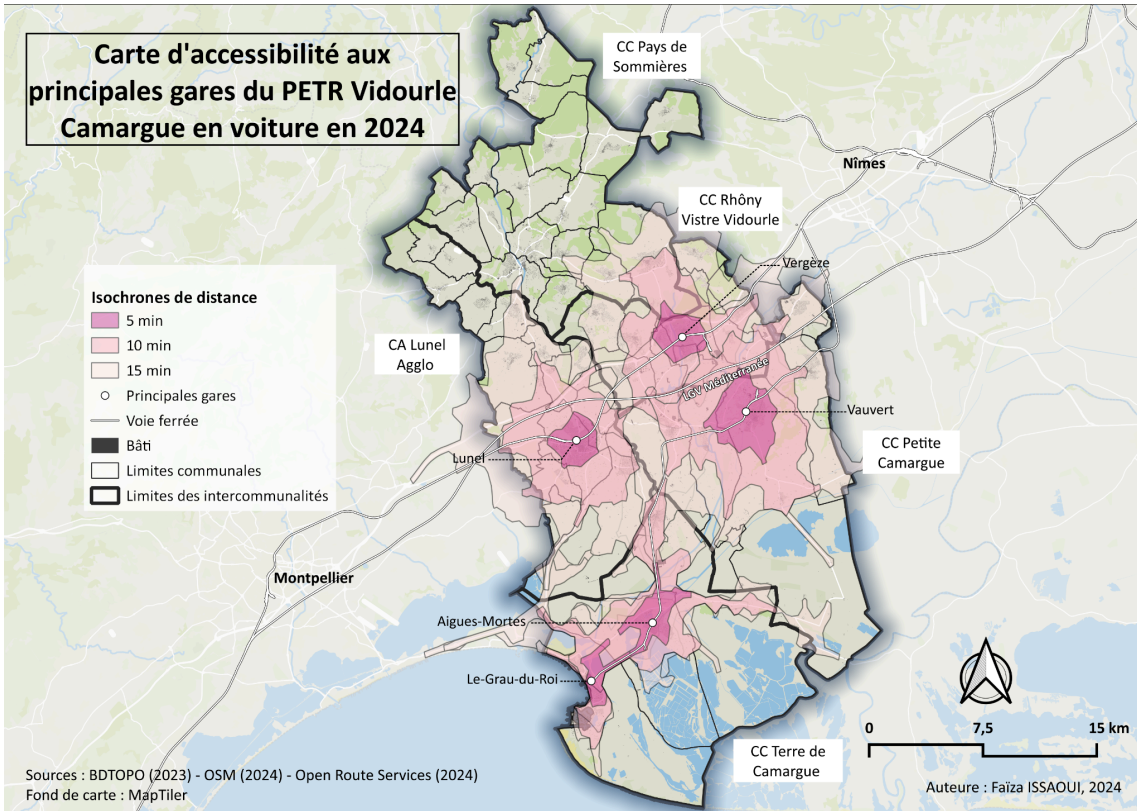 Carte d'accessibilité aux
principales gares du PETR Vidourle
Camargue en voiture en 2024
CC Pays de
Sommières
Nîmes
CC Rhôny
Vistre Vidourle
Vergèze
Isochrones de distance
5 min
10 min
15 min
Principales gares
Voie ferrée
Bâti
Limites communales
Limites des intercommunalités
CA Lunel
Agglo
LGV Méditerranée
Vauvert
CC Petite
Camargue
Lunel
Montpellier
Aigues-Mortes
Le-Grau-du-Roi
0 7,5 15 km
CC Terre de
Camargue
Sources : BDTOPO (2023) - OSM (2024) - Open Route Services (2024)
Fond de carte : MapTiler
Auteure : Faïza ISSAOUI, 2024